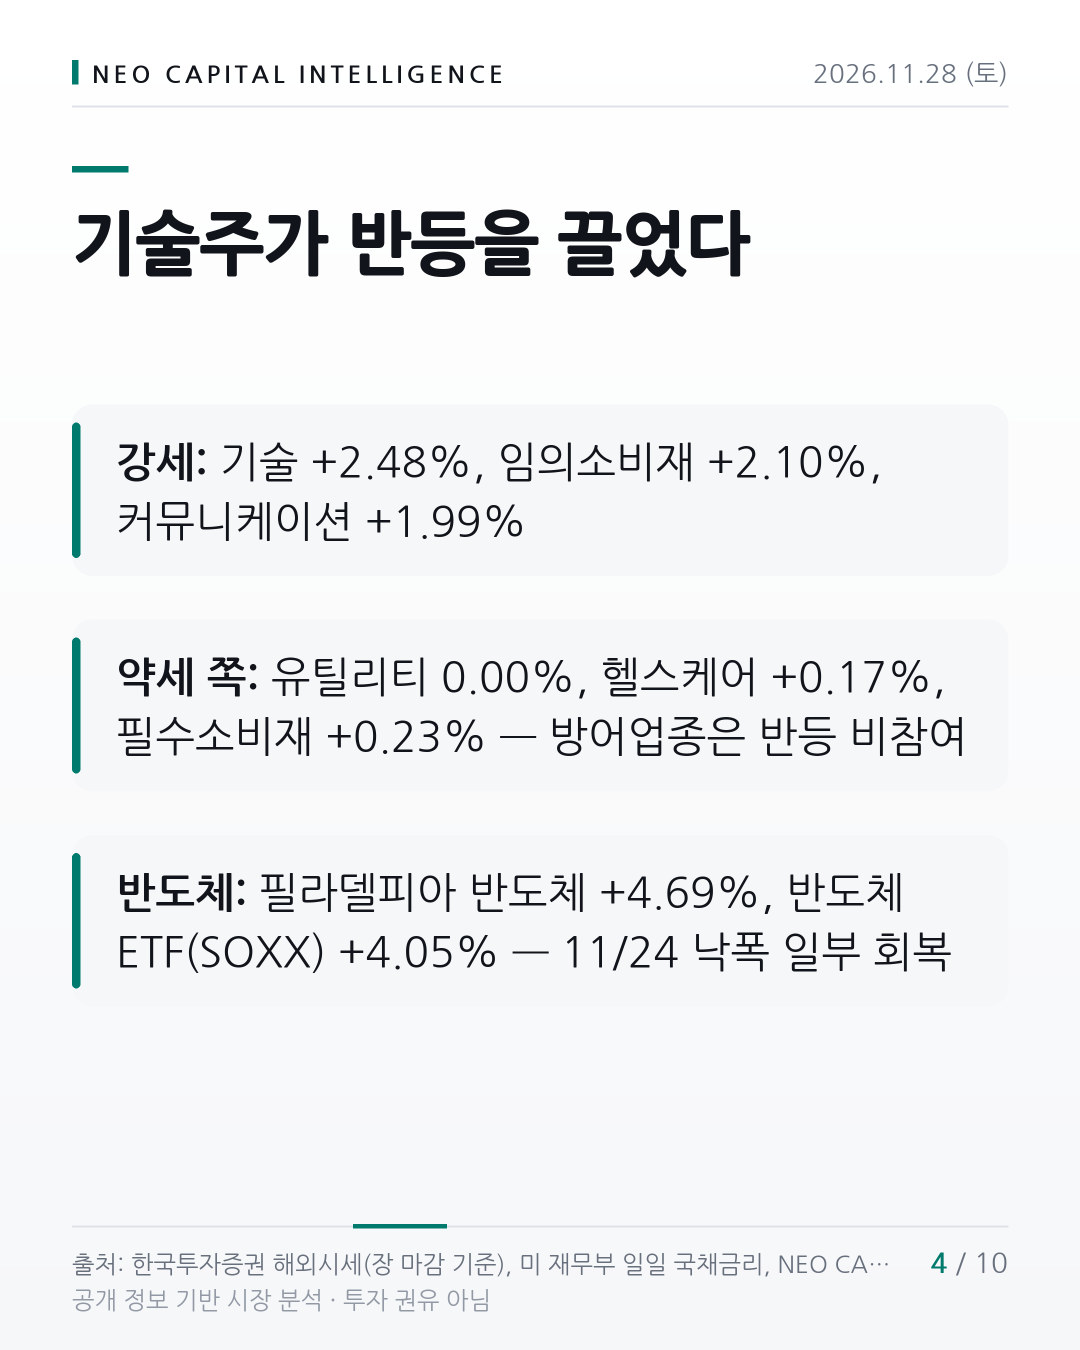 NEO CAPITAL INTELLIGENCE
2026.11.28 (토)
기술주가 반등을 끌었다
강세: 기술 +2.48%, 임의소비재 +2.10%,
커뮤니케이션 +1.99%
약세 쪽: 유틸리티 0.00%, 헬스케어 +0.17%,
필수소비재 +0.23% — 방어업종은 반등 비참여
반도체: 필라델피아 반도체 +4.69%, 반도체
ETF(SOXX) +4.05% — 11/24 낙폭 일부 회복
출처: 한국투자증권 해외시세(장 마감 기준), 미 재무부 일일 국채금리, NEO CA…
4 / 10
공개 정보 기반 시장 분석 · 투자 권유 아님